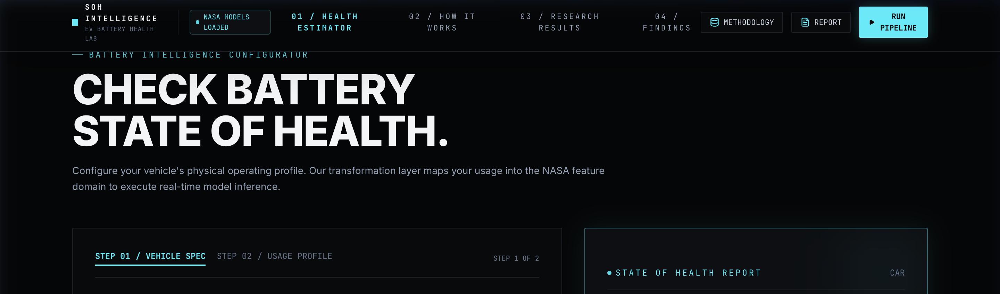 SOH
INTELLIGENCE
EV BATTERY HEALTH
LAB
NASA MODELS
LOADED
01 / HEALTH
ESTIMATOR
02 / HOW IT
WORKS
03 / RESEARCH
RESULTS
04 /
FINDINGS
METHODOLOGY
REPORT
RUN
PIPELINE
BATTERY INTELLIGENCE CONFIGURATOR
CHECK BATTERY
STATE OF HEALTH.
Configure your vehicle's physical operating profile. Our transformation layer maps your usage into the NASA feature
domain to execute real-time model inference.
STEP 01 / VEHICLE SPEC
STEP 02 / USAGE PROFILE
STEP 1 OF 2
STATE OF HEALTH REPORT
CAR